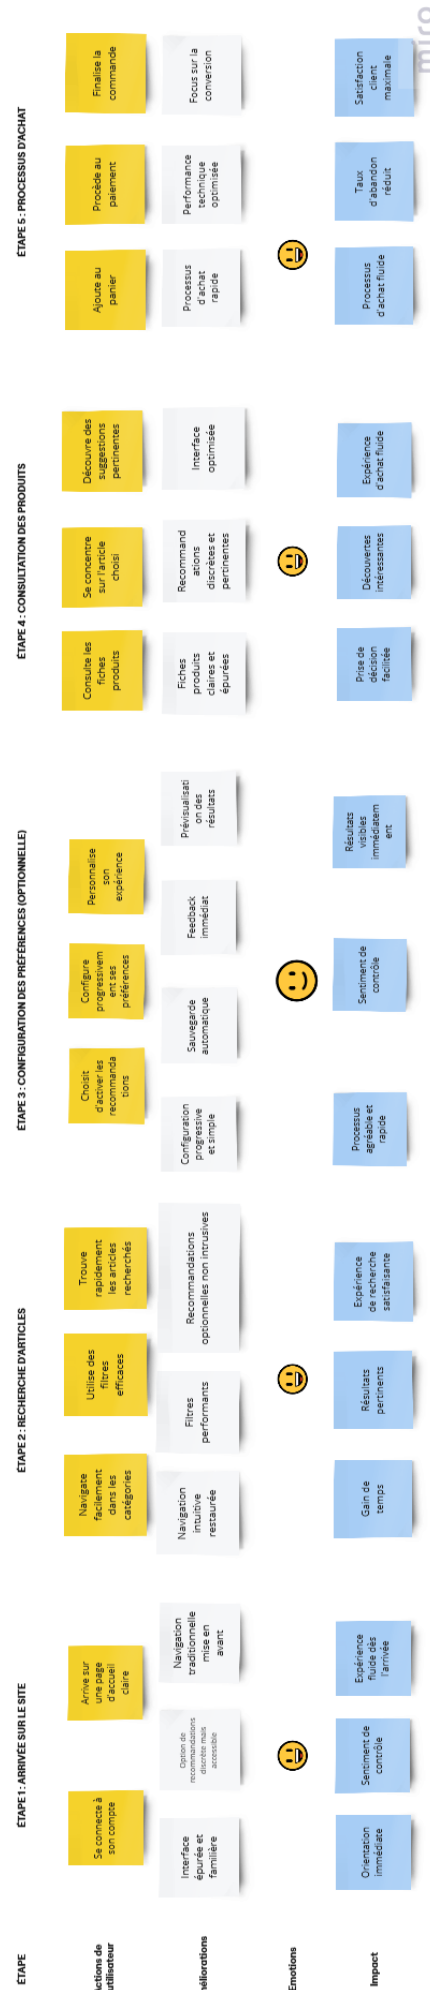 ÉTAPE
ÉTAPE 1 : ARRIVÉE SUR LE SITE
ÉTAPE 2 : RECHERCHE D'ARTICLES
ÉTAPE 3 : CONFIGURATION DES PRÉFÉRENCES (OPTIONNELLE)
ÉTAPE 4 : CONSULTATION DES PRODUITS
ÉTAPE 5 : PROCESSUS D'ACHAT
ctions de
utilisateur
Se connecte à
son compte
Arrive sur
une page
d'accueil
claire
Navigate
facilement
dans les
catégories
Utilise des
filtres
efficaces
Trouve
rapidement
les articles
recherchés
Choisit
d'activer les
recommanda
tions
Configure
progressivem
ent ses
préférences
Personnalise
son
expérience
Consulte les
fiches
produits
Se concentre
sur l'article
choisi
Découvre des
suggestions
pertinentes
Ajoute au
panier
Procède au
paiement
Finalise la
commande
éliorations
Interface
épurée et
familière
Option de
recommandations
discrète mais
accessible
Navigation
traditionnelle
mise en
avant
Navigation
intuitive
restaurée
Filtres
performants
Recommandations
optionnelles non intrusives
Configuration
progressive
et simple
Sauvegarde
automatique
Feedback
immédiat
Prévisualisati
on des
résultats
Fiches
produits
claires et
épurées
Recommand
ations
discrètes et
pertinentes
Interface
optimisée
Processus
d'achat
rapide
Performance
technique
optimisée
Focus sur la
conversion
Emotions
Impact
Orientation
immédiate
Sentiment de
contrôle
Expérience
fluide dès
l'arrivée
Gain de
temps
Résultats
pertinents
Expérience
de recherche
satisfaisante
Processus
agréable et
rapide
Sentiment de
contrôle
Résultats
visibles
immédiatem
ent
Prise de
décision
facilitée
Découvertes
intéressantes
Expérience
d'achat fluide
Processus
d'achat fluide
Taux
d'abandon
réduit
Satisfaction
client
maximale
miro